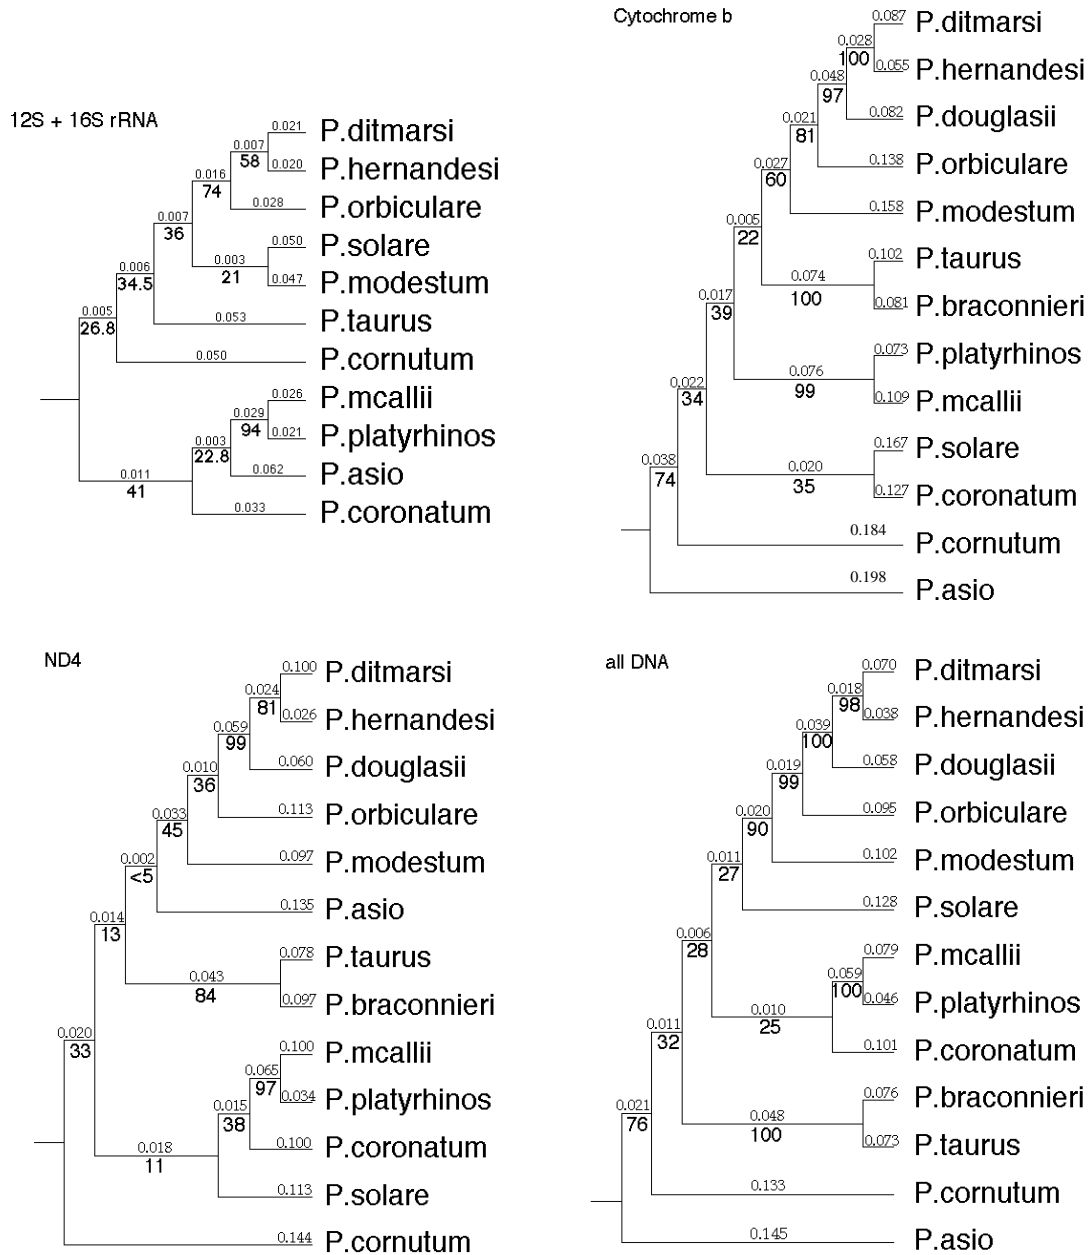 12S + 16S rRNA
0.021
P.ditmarsi
0.007
58
0.020
P.hernandesi
0.016
74
0.028
P.orbiculare
0.007
36
0.050
P.solare
0.003
21
0.047
P.modestum
0.006
34.5
0.053
P.taurus
0.005
26.8
0.050
P.cornutum
0.026
P.mcallii
0.029
94
0.021
P.platyrhinos
0.003
22.8
0.062
P.asio
0.011
41
0.033
P.coronatum
Cytochrome b
0.087
P.ditmarsi
0.028
100
0.055
P.hernandesi
0.048
97
0.082
P.douglasii
0.021
81
0.138
P.orbiculare
0.027
60
0.158
P.modestum
0.005
22
0.102
P.taurus
0.074
100
0.081
P.braconnieri
0.017
39
0.073
P.platyrhinos
0.076
99
0.109
P.mcallii
0.022
34
0.167
P.solare
0.020
35
0.127
P.coronatum
0.038
74
0.184
P.cornutum
0.198
P.asio
ND4
0.100
P.ditmarsi
0.024
81
0.026
P.hernandesi
0.059
99
0.060
P.douglasii
0.010
36
0.113
P.orbiculare
0.033
45
0.097
P.modestum
0.002
<5
0.135
P.asio
0.014
13
0.078
P.taurus
0.043
84
0.097
P.braconnieri
0.020
33
0.100
P.mcallii
0.065
97
0.034
P.platyrhinos
0.015
38
0.100
P.coronatum
0.018
11
0.113
P.solare
0.144
P.cornutum
all DNA
0.070
P.ditmarsi
0.018
98
0.038
P.hernandesi
0.039
100
0.058
P.douglasii
0.019
99
0.095
P.orbiculare
0.020
90
0.102
P.modestum
0.011
27
0.128
P.solare
0.006
28
0.079
P.mcallii
0.059
100
0.046
P.platyrhinos
0.010
25
0.101
P.coronatum
0.011
32
0.076
P.braconnieri
0.048
100
0.073
P.taurus
0.021
76
0.133
P.cornutum
0.145
P.asio